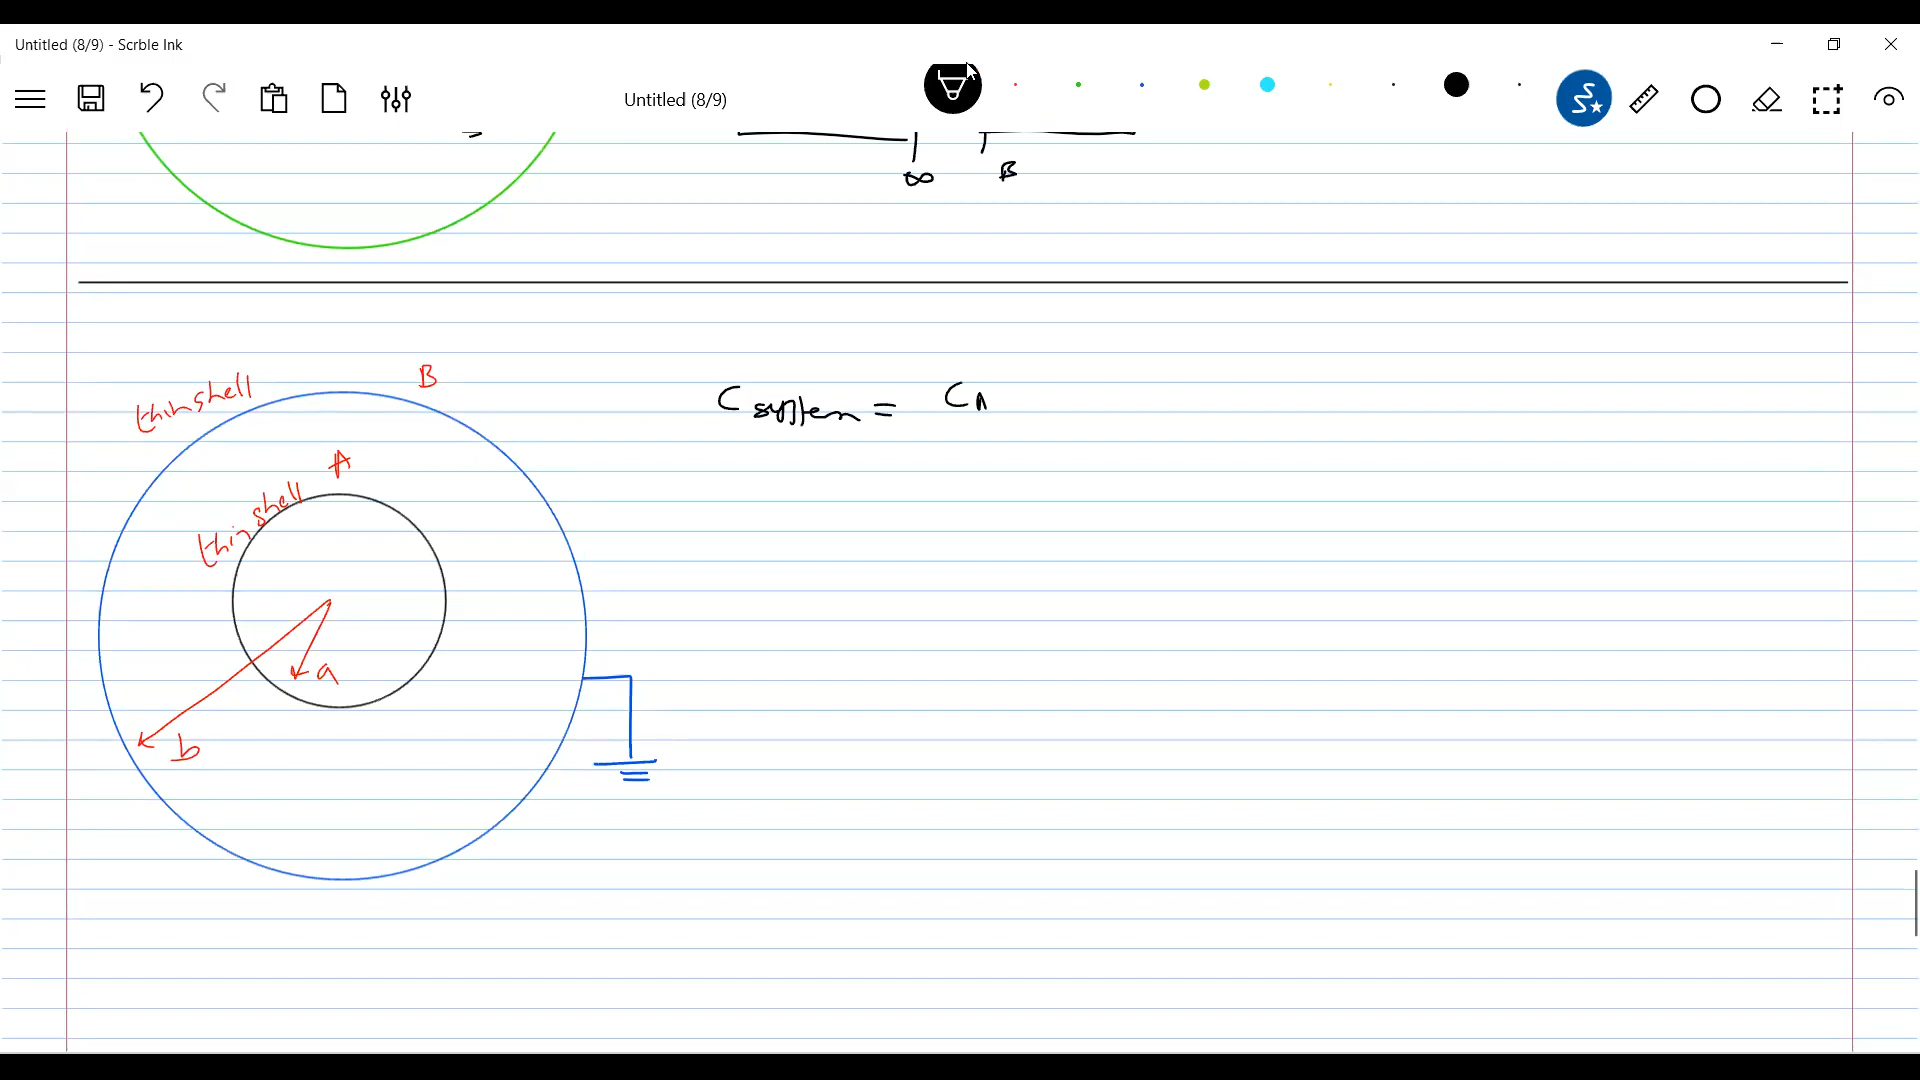 Untitled (8/9) - Scrble Ink
Untitled (8/9)
∞ B
thin shell B
C system = C A
A
thin shell
a
b